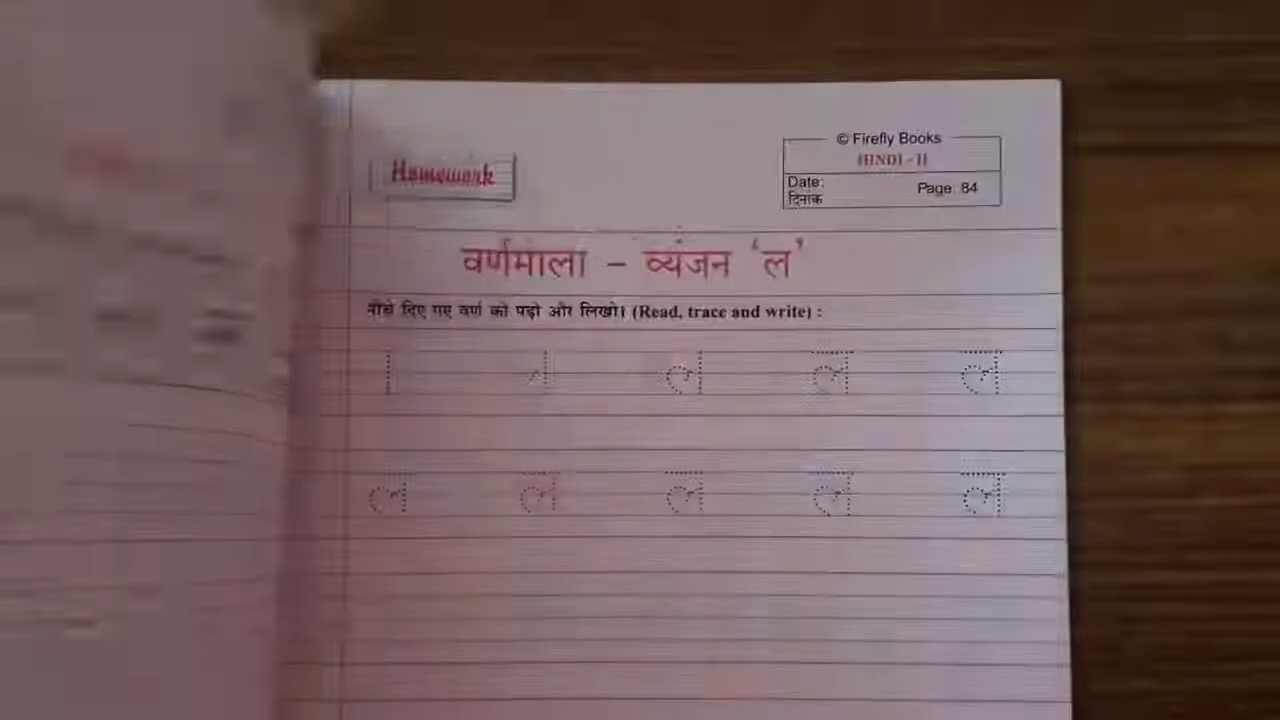 © Firefly Books
Homework
HINDI - II
Date:
Page: 84
दिनांक
वर्णमाला – व्यंजन ‘ल’
नीचे दिए गए वर्ण को पढ़ो और लिखो। (Read, trace and write) :
ल ल ल
ल ल ल ल ल